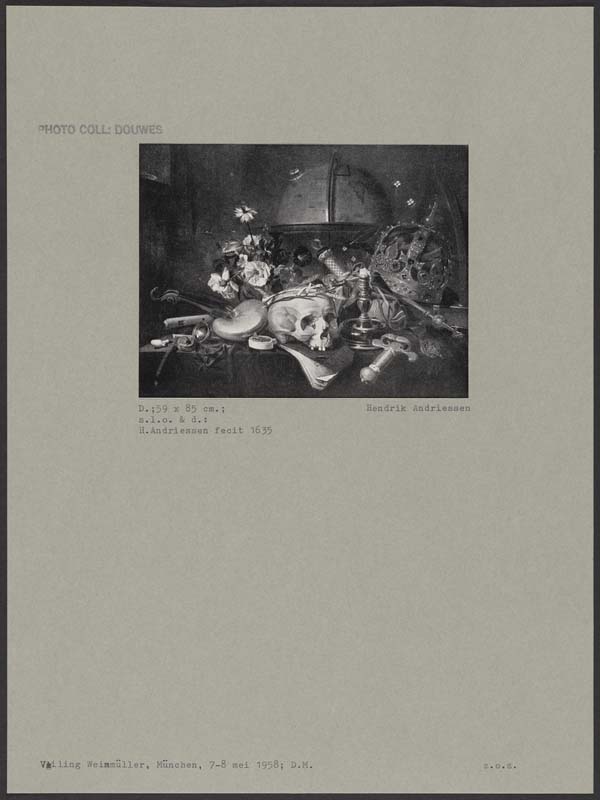 PHOTO COLL: DOUWES
D.;59 x 85 cm.; Hendrik Andriessen
s.l.o. & d.:
H.Andriessen fecit 1635
Veiling Weinmüller, München, 7-8 mei 1958; D.M. z.o.z.